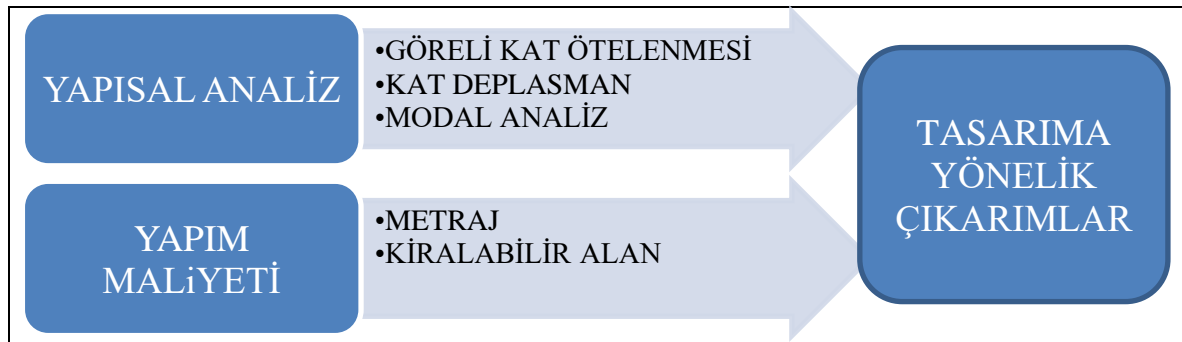 YAPISAL ANALİZ
•GÖRELİ KAT ÖTELENMESİ
•KAT DEPLASMAN
•MODAL ANALİZ
YAPIM
MALiYETİ
•METRAJ
•KİRALABİLİR ALAN
TASARIMA
YÖNELİK
ÇIKARIMLAR